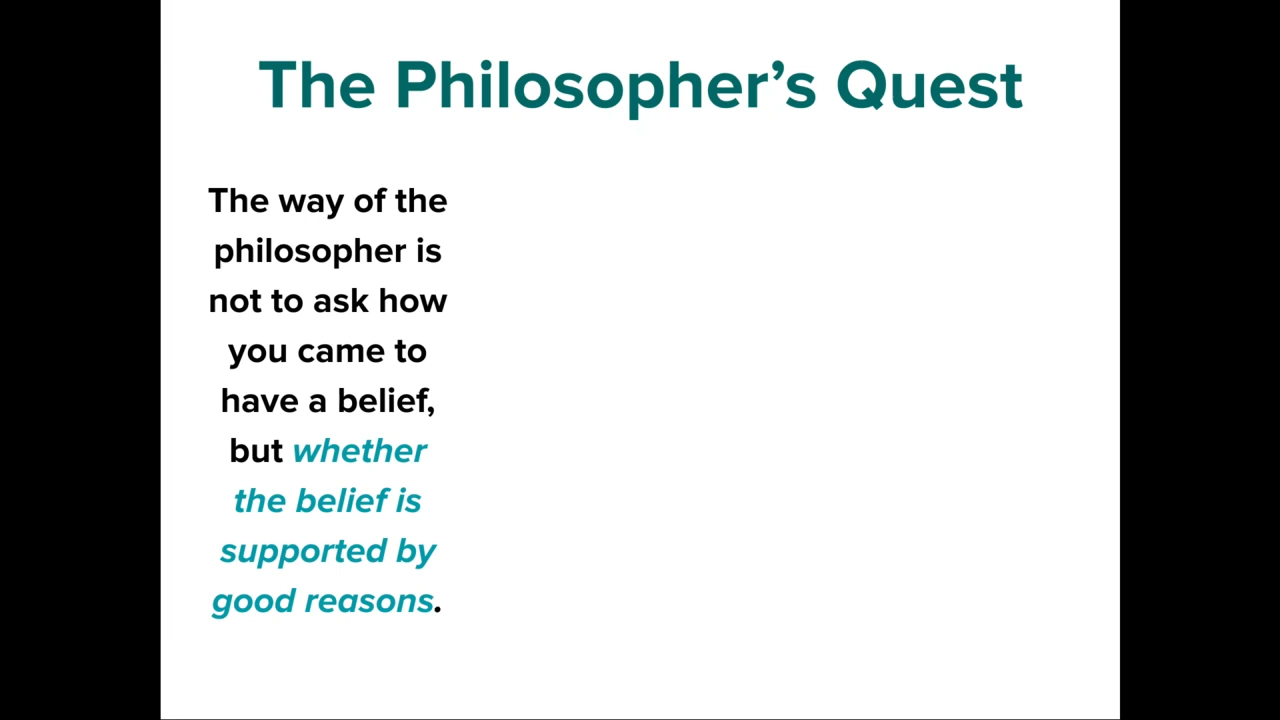 The Philosopher’s Quest
The way of the
philosopher is
not to ask how
you came to
have a belief,
but whether
the belief is
supported by
good reasons.